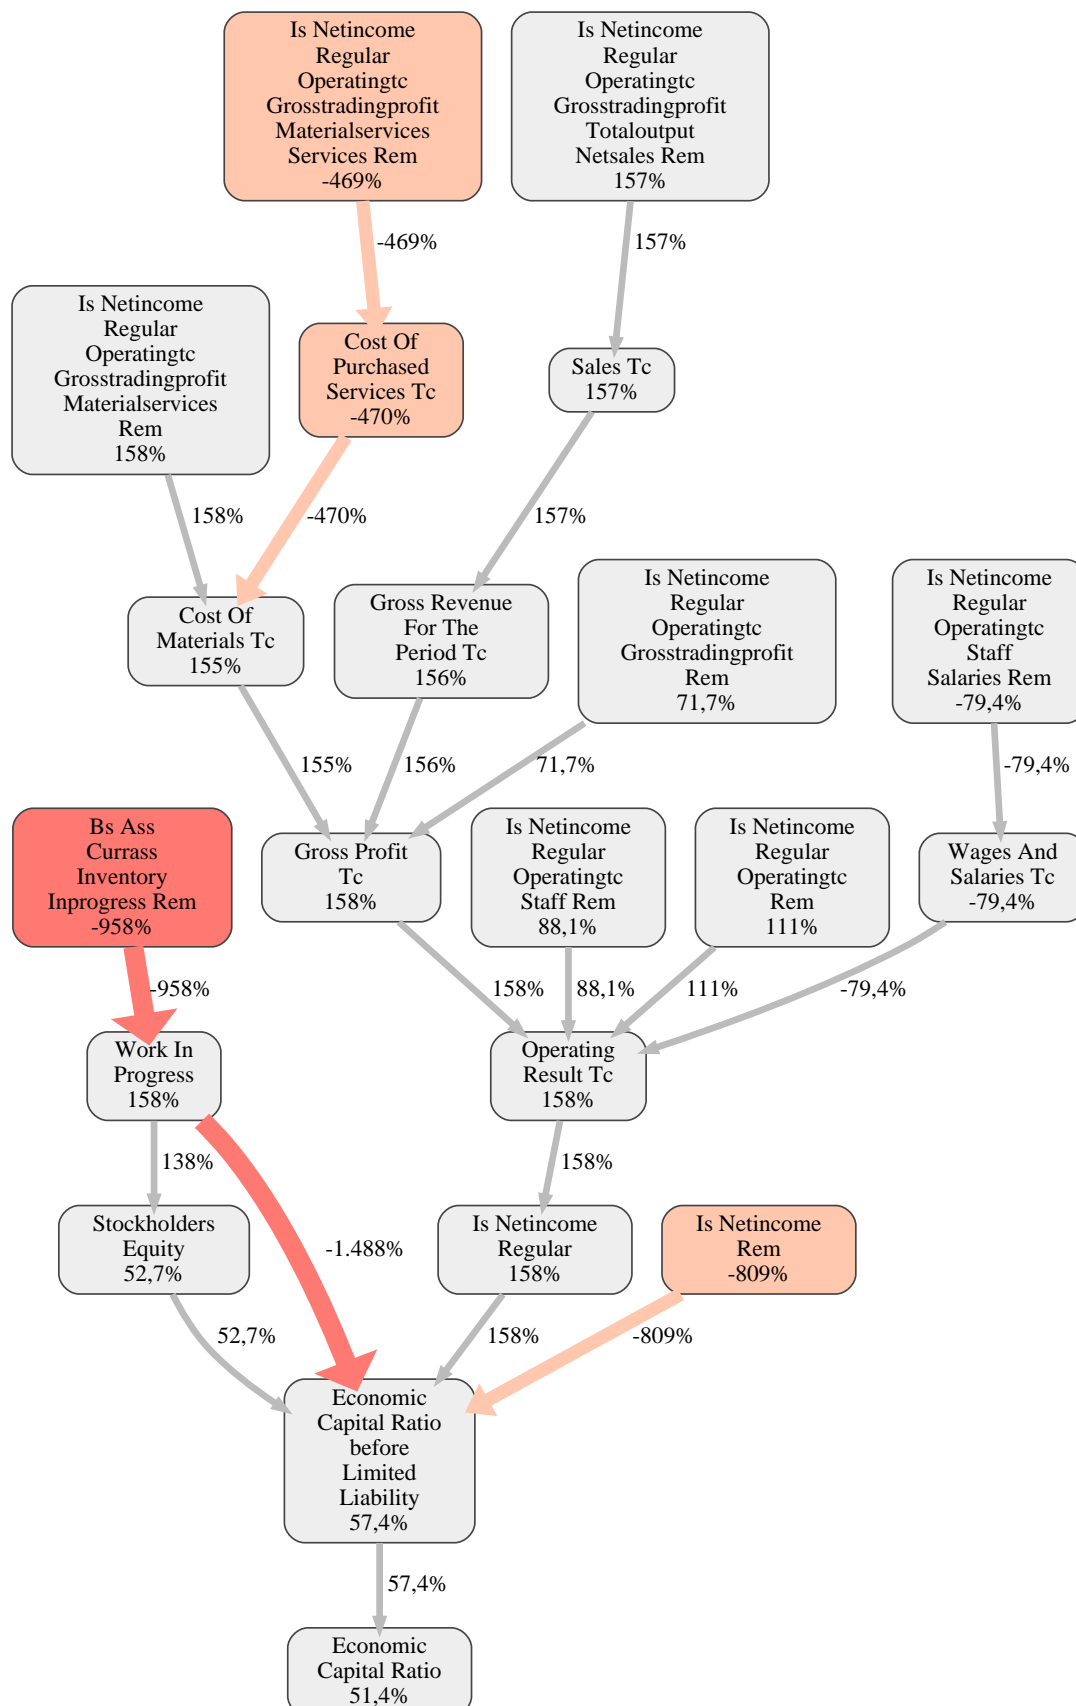 Is Netincome
Regular
Operatingtc
Grosstradingprofit
Materialservices
Services Rem
-469%
Is Netincome
Regular
Operatingtc
Grosstradingprofit
Totaloutput
Netsales Rem
157%
-469%
157%
Is Netincome
Regular
Operatingtc
Grosstradingprofit
Materialservices
Rem
158%
Cost Of
Purchased
Services Tc
-470%
Sales Tc
157%
158%
-470%
157%
Cost Of
Materials Tc
155%
Gross Revenue
For The
Period Tc
156%
Is Netincome
Regular
Operatingtc
Grosstradingprofit
Rem
71,7%
Is Netincome
Regular
Operatingtc
Staff
Salaries Rem
-79,4%
155%
156%
71,7%
-79,4%
Bs Ass
Currass
Inventory
Inprogress Rem
-958%
Gross Profit
Tc
158%
Is Netincome
Regular
Operatingtc
Staff Rem
88,1%
Is Netincome
Regular
Operatingtc
Rem
111%
Wages And
Salaries Tc
-79,4%
-958%
158%
88,1%
111%
-79,4%
Work In
Progress
158%
Operating
Result Tc
158%
138%
-1.488%
158%
Stockholders
Equity
52,7%
Is Netincome
Regular
158%
Is Netincome
Rem
-809%
52,7%
158%
-809%
Economic
Capital Ratio
before
Limited
Liability
57,4%
57,4%
Economic
Capital Ratio
51,4%